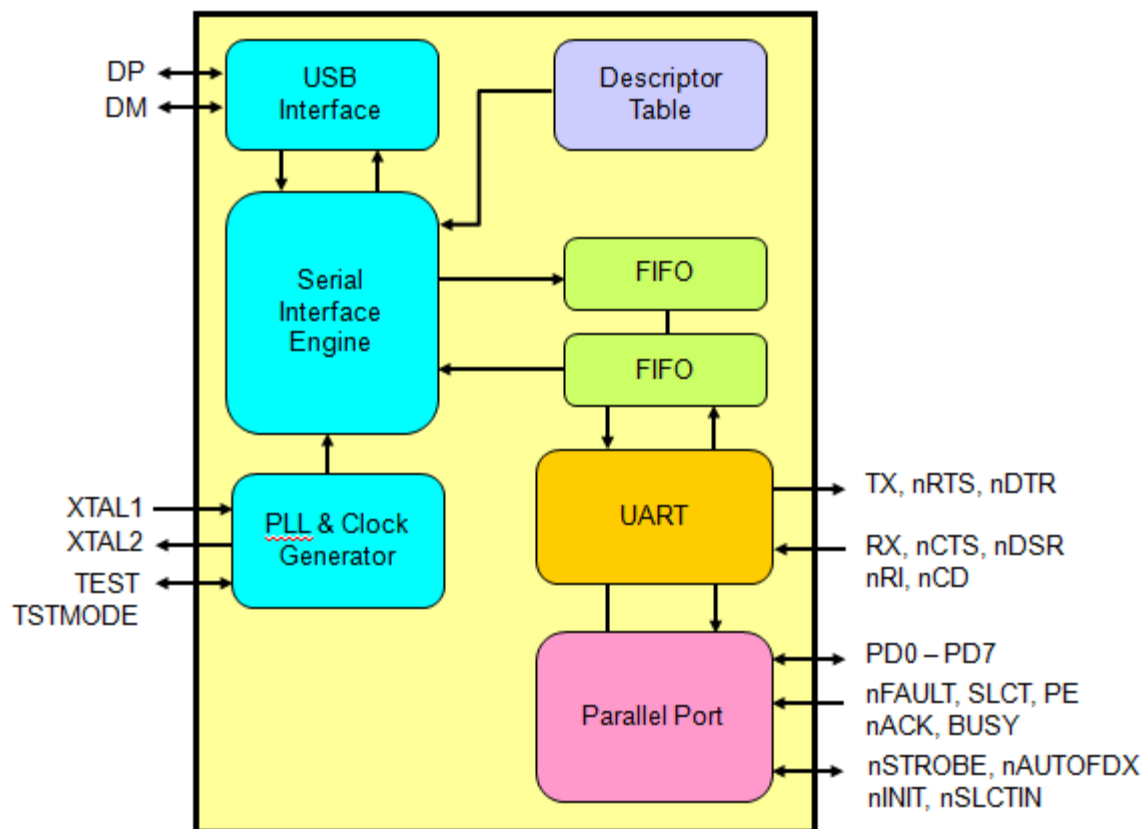 DP
DM
USB
Interface
Descriptor
Table
Serial
Interface
Engine
FIFO
FIFO
XTAL1
XTAL2
TEST
TSTMODE
PLL & Clock
Generator
UART
TX, nRTS, nDTR
RX, nCTS, nDSR
nRI, nCD
Parallel Port
PD0 – PD7
nFAULT, SLCT, PE
nACK, BUSY
nSTROBE, nAUTOFDX
nINIT, nSLCTIN